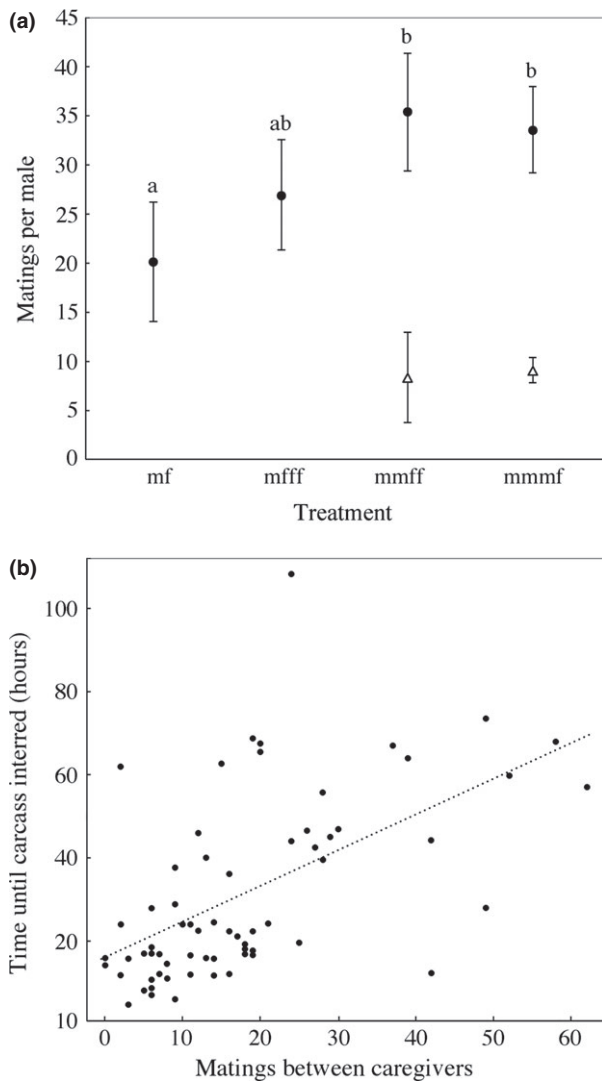 (a)
45
40
35
30
25
20
15
10
5
0
Matings per male
a
ab
b
b
mf
mfff
mmff
mmmf
Treatment
(b)
100
80
60
40
20
10
Time until carcass interred (hours)
0
10
20
30
40
50
60
Matings between caregivers